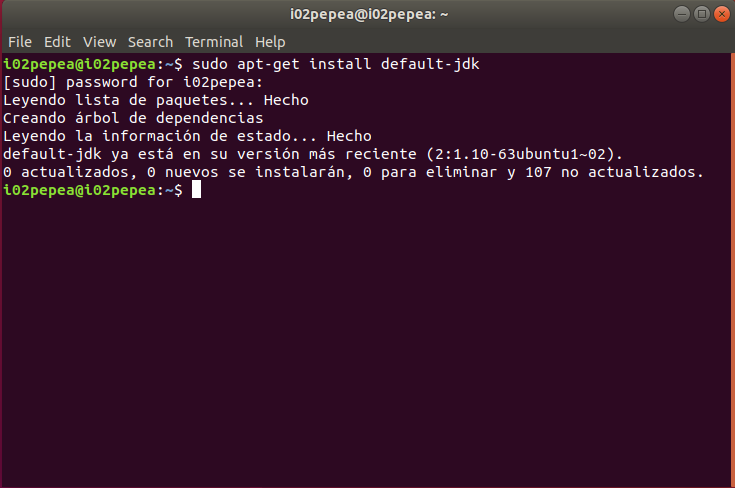 i02pepea@i02pepea: ~
File Edit View Search Terminal Help
i02pepea@i02pepea:~$ sudo apt-get install default-jdk
[sudo] password for i02pepea:
Leyendo lista de paquetes... Hecho
Creando árbol de dependencias
Leyendo la información de estado... Hecho
default-jdk ya está en su versión más reciente (2:1.10-63ubuntu1~02).
0 actualizados, 0 nuevos se instalarán, 0 para eliminar y 107 no actualizados.
i02pepea@i02pepea:~$